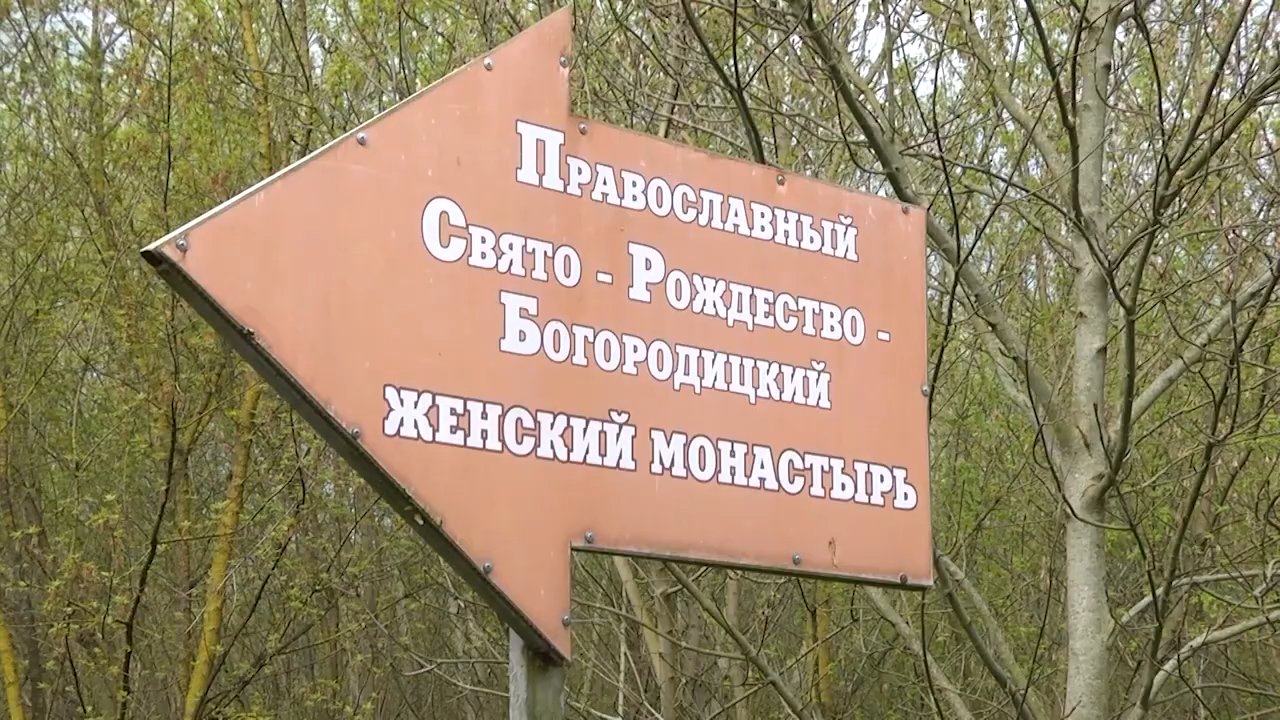 Православный
Свято - Рождество -
Богородицкий
женский монастырь